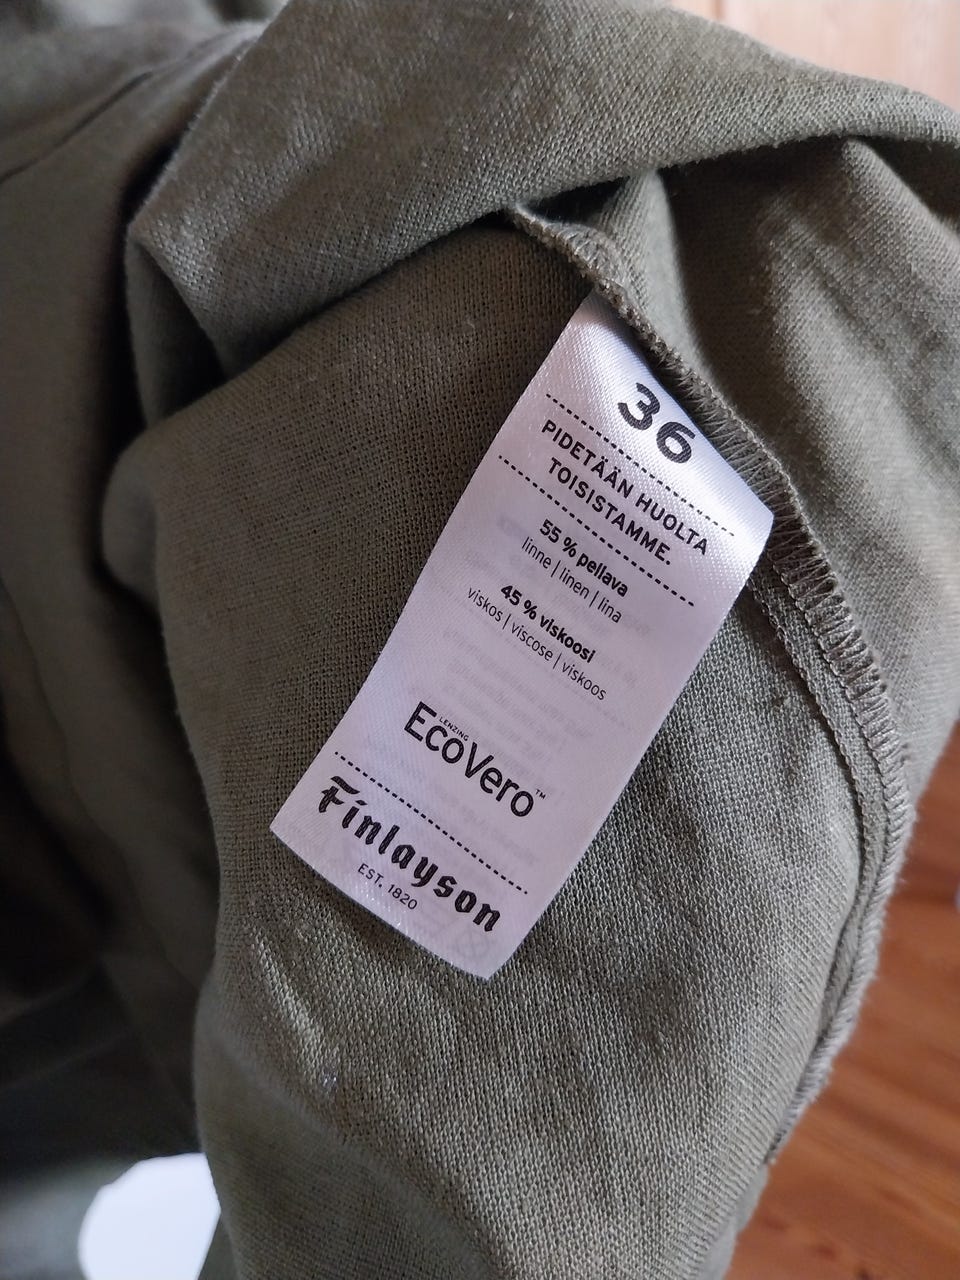 36
PIDETÄÄN HUOLTA
TOISISTAMME.
55 % pellava
linne | linen | lina
45 % viskoosi
viskos | viscose | viskoos
LENZING
EcoVero™
Finlayson
EST. 1820